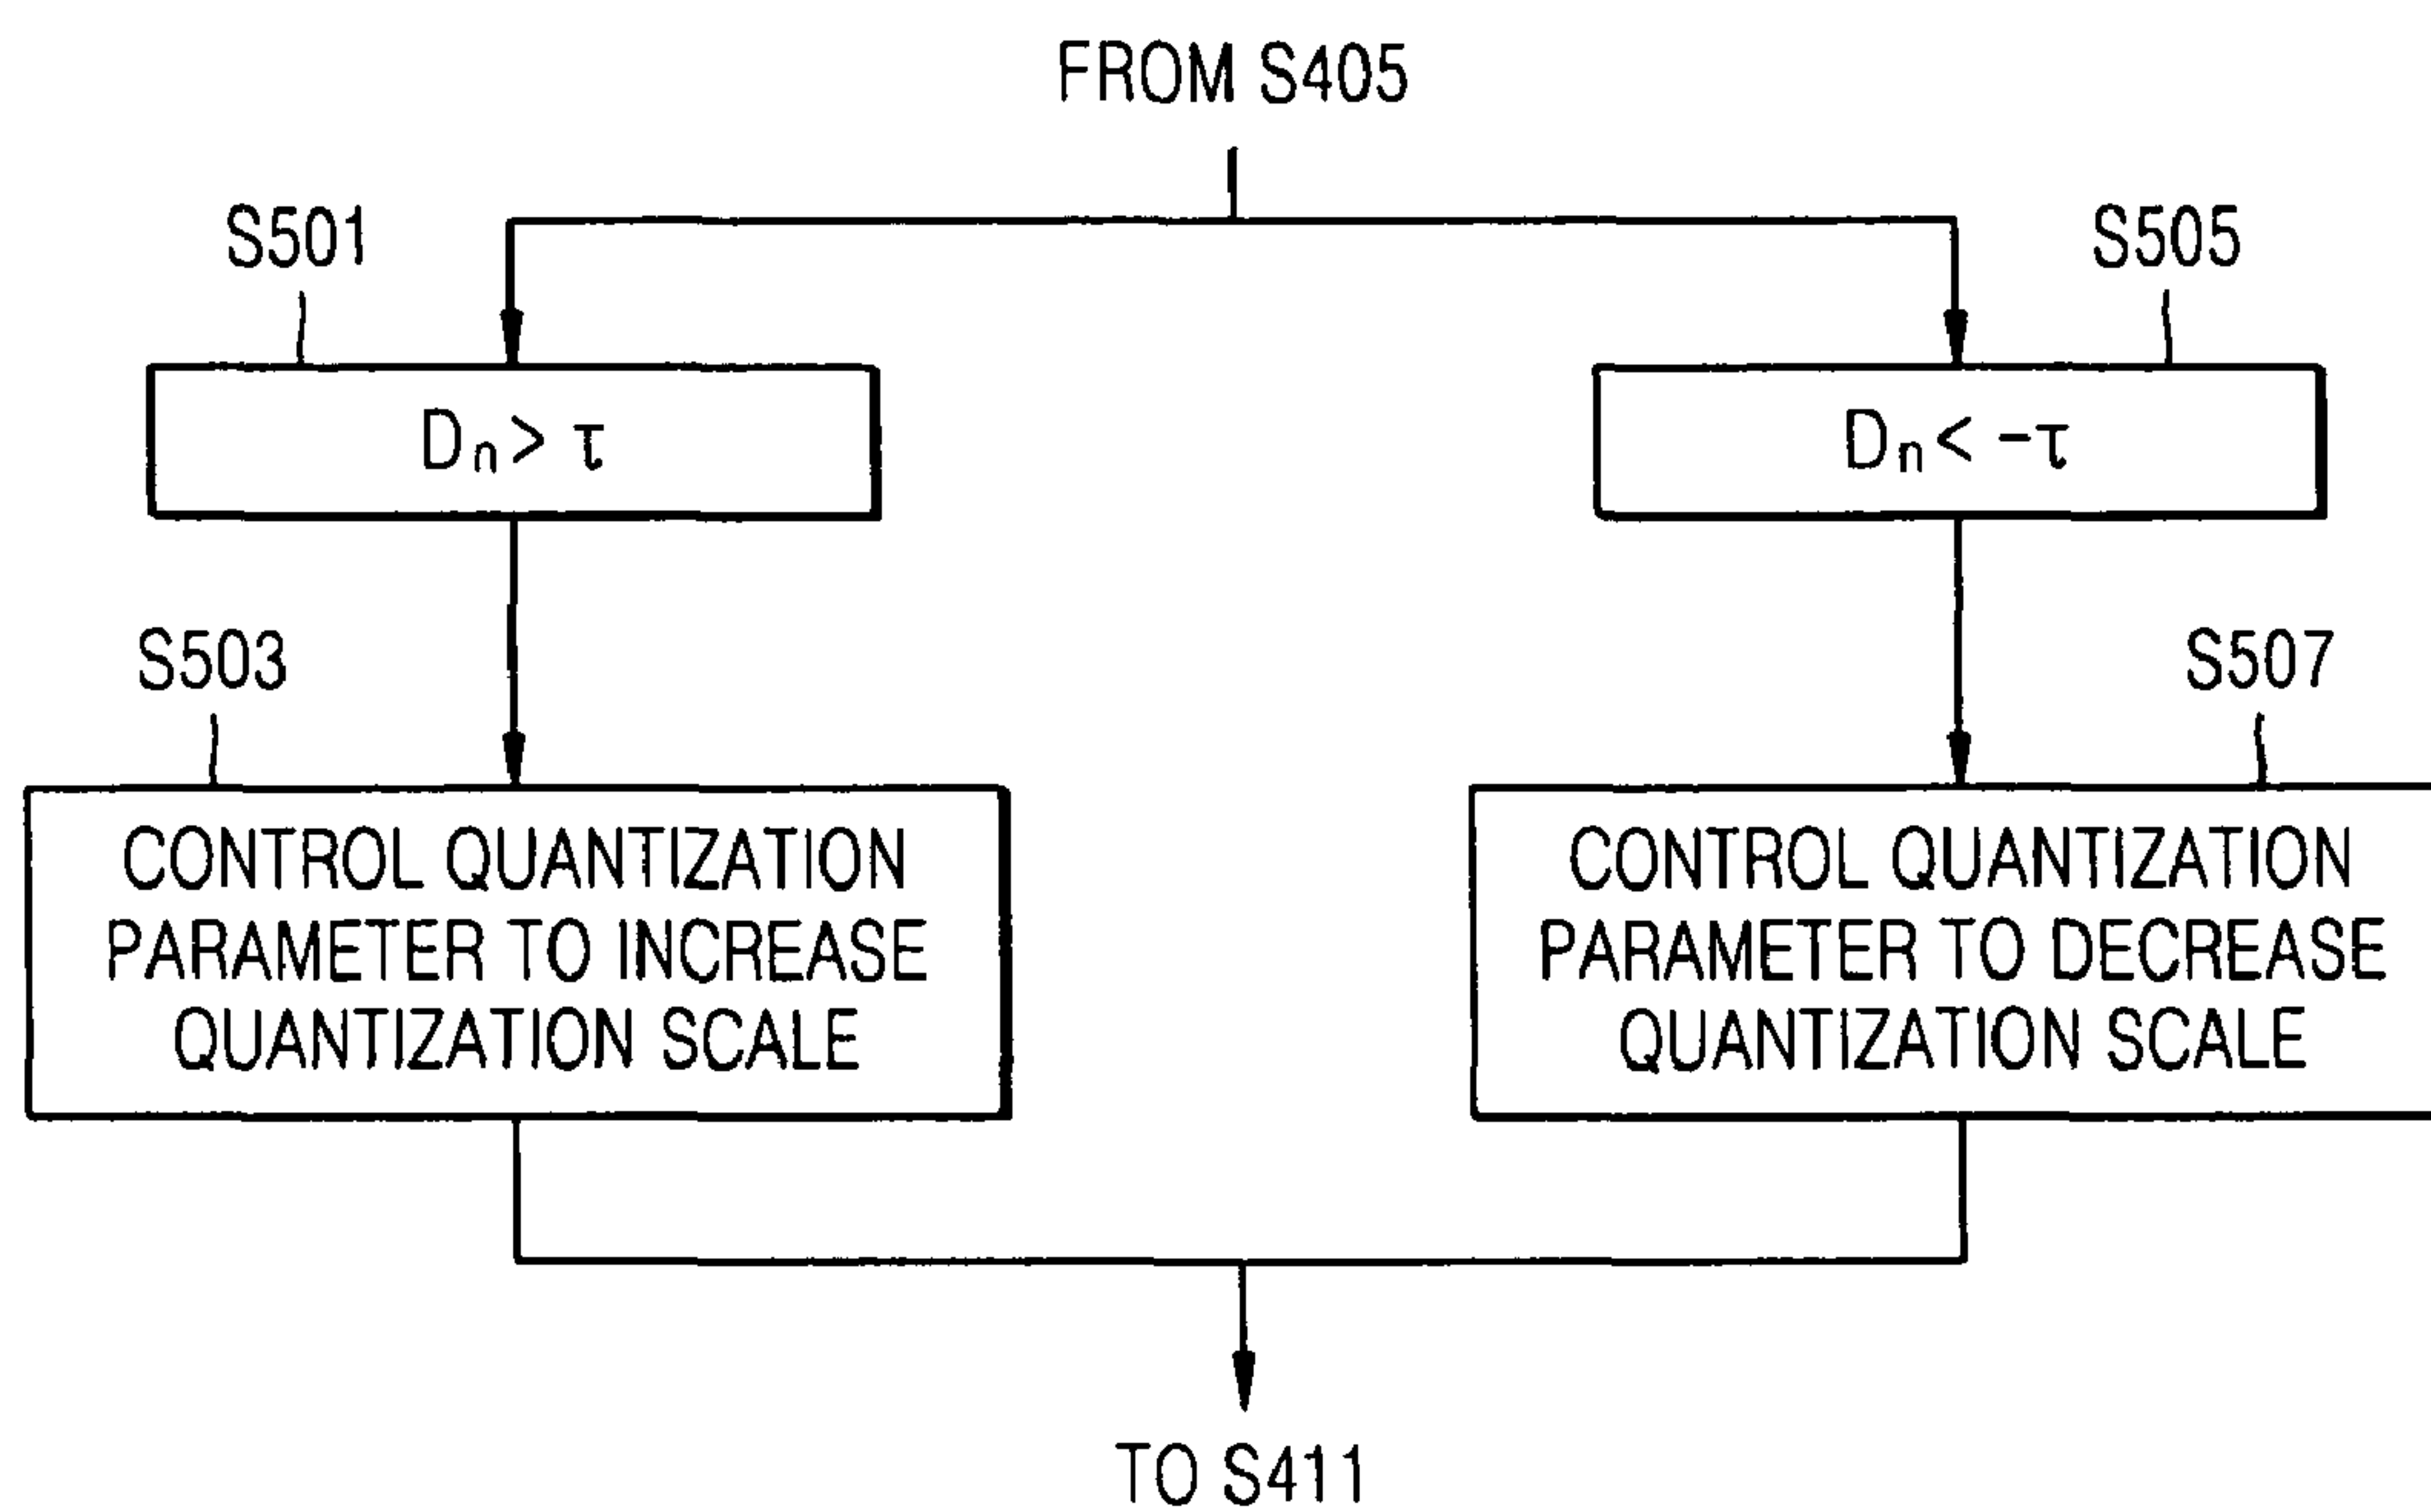 FROM S405
S501
S505
Dn > τ
Dn < -τ
S503
S507
CONTROL QUANTIZATION
PARAMETER TO INCREASE
QUANTIZATION SCALE
CONTROL QUANTIZATION
PARAMETER TO DECREASE
QUANTIZATION SCALE
TO S411